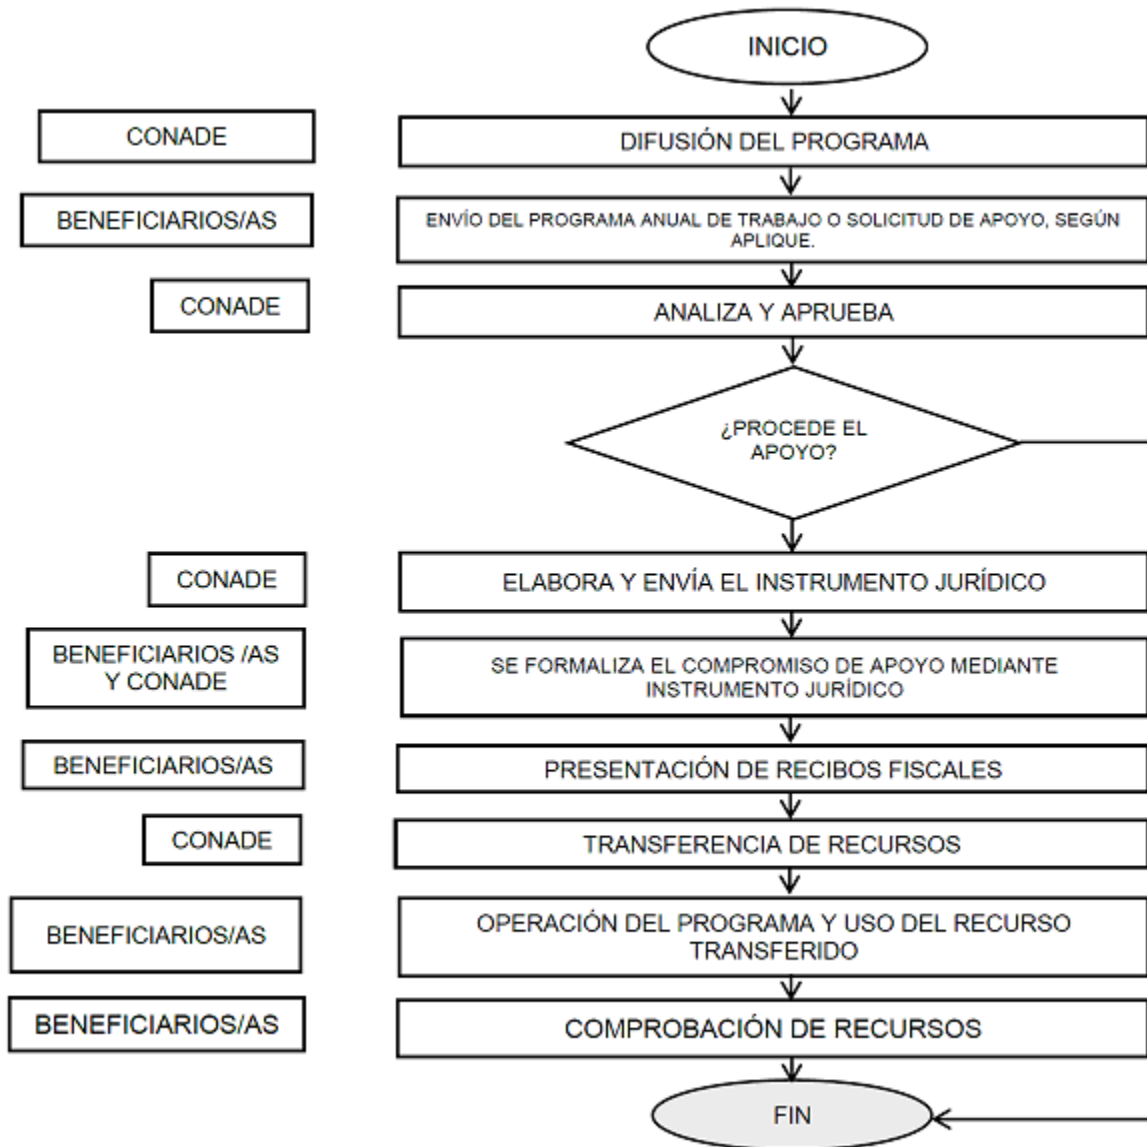 INICIO
CONADE
DIFUSIÓN DEL PROGRAMA
BENEFICIARIOS/AS
ENVÍO DEL PROGRAMA ANUAL DE TRABAJO O SOLICITUD DE APOYO, SEGÚN
APLIQUE.
CONADE
ANALIZA Y APRUEBA
¿PROCEDE EL
APOYO?
CONADE
ELABORA Y ENVÍA EL INSTRUMENTO JURÍDICO
BENEFICIARIOS /AS
Y CONADE
SE FORMALIZA EL COMPROMISO DE APOYO MEDIANTE
INSTRUMENTO JURÍDICO
BENEFICIARIOS/AS
PRESENTACIÓN DE RECIBOS FISCALES
CONADE
TRANSFERENCIA DE RECURSOS
BENEFICIARIOS/AS
OPERACIÓN DEL PROGRAMA Y USO DEL RECURSO
TRANSFERIDO
BENEFICIARIOS/AS
COMPROBACIÓN DE RECURSOS
FIN